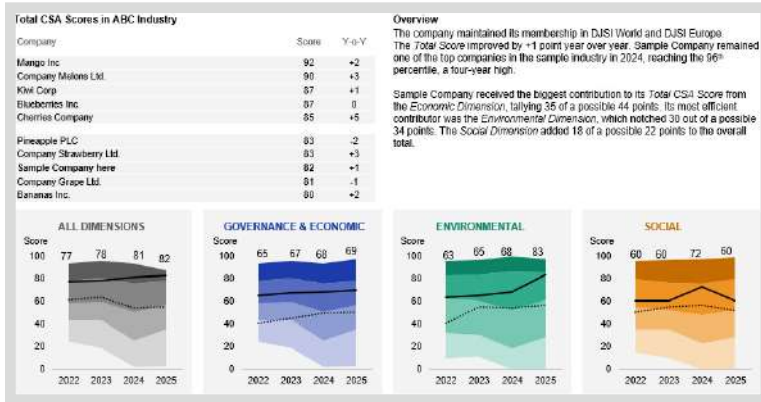 Total CSA Scores in ABC Industry
Company Score Y-o-Y
Mango Inc 92 +2
Company Melons Ltd. 90 +3
Kiwi Corp 87 +1
Blueberries Inc 87 0
Cherries Company 85 +5
Pineapple PLC 83 -2
Company Strawberry Ltd. 83 +3
Sample Company here 82 +1
Company Grape Ltd. 81 -1
Bananas Inc. 80 +2
Overview
The company maintained its membership in DJSI World and DJSI Europe.
The Total Score improved by +1 point year over year. Sample Company remained
one of the top companies in the sample industry in 2024, reaching the 96th
percentile, a four-year high.
Sample Company received the biggest contribution to its Total CSA Score from
the Economic Dimension, tallying 35 of a possible 44 points. Its most efficient
contributor was the Environmental Dimension, which notched 30 out of a possible
34 points. The Social Dimension added 18 of a possible 22 points to the overall
total.
ALL DIMENSIONS
Score
77 78 81 82
100
80
60
40
20
0
2022 2023 2024 2025
GOVERNANCE & ECONOMIC
Score
65 67 68 69
100
80
60
40
20
0
2022 2023 2024 2025
ENVIRONMENTAL
Score
63 65 68 83
100
80
60
40
20
0
2022 2023 2024 2025
SOCIAL
Score
60 60 72 60
100
80
60
40
20
0
2022 2023 2024 2025